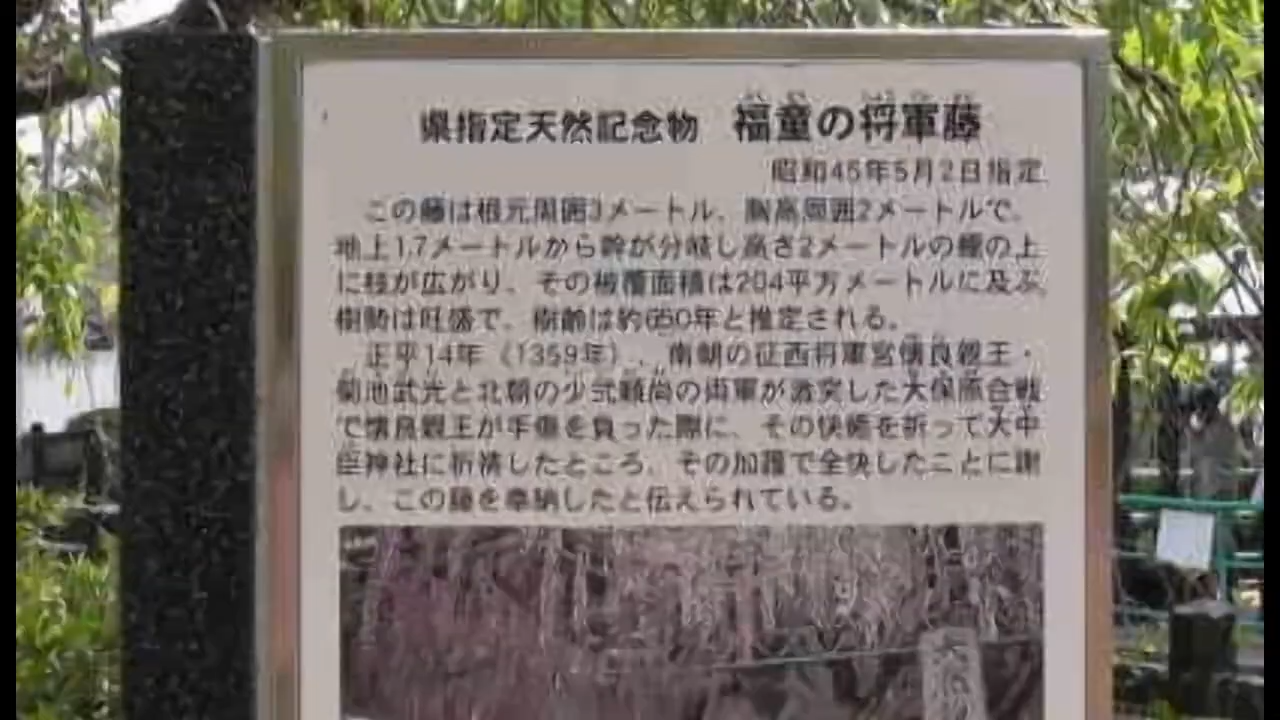 県指定天然記念物 福童の将軍藤
昭和45年5月2日指定
この藤は根元周囲3メートル、胸高周囲2メートルで、
地上1.7メートルから幹が分岐し高さ2メートルの棚の上
に枝が広がり、その被覆面積は204平方メートルに及ぶ。
樹勢は旺盛で、樹齢は約650年と推定される。
正平14年（1359年）、南朝の征西将軍宮懐良親王・
菊池武光と北朝の少弐頼尚の両軍が激突した大保原合戦
で懐良親王が手傷を負った際に、その快癒を祈って大中
臣神社に祈祷したところ、その加護で全快したことに謝
し、この藤を奉納したと伝えられている。